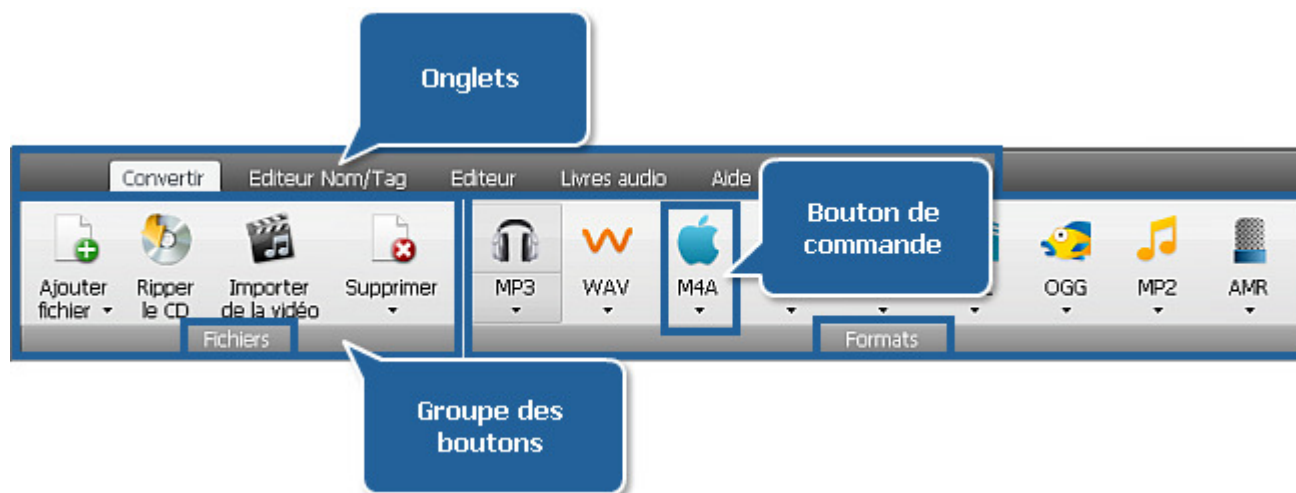 Onglets
Convertir Editeur Nom/Tag Editeur Livres audio Aide
Bouton de
commande
Ajouter
fichier
Ripper
le CD
Importer
de la vidéo
Supprimer
MP3
WAV
M4A
OGG
MP2
AMR
Fichiers
Formats
Groupe des
boutons